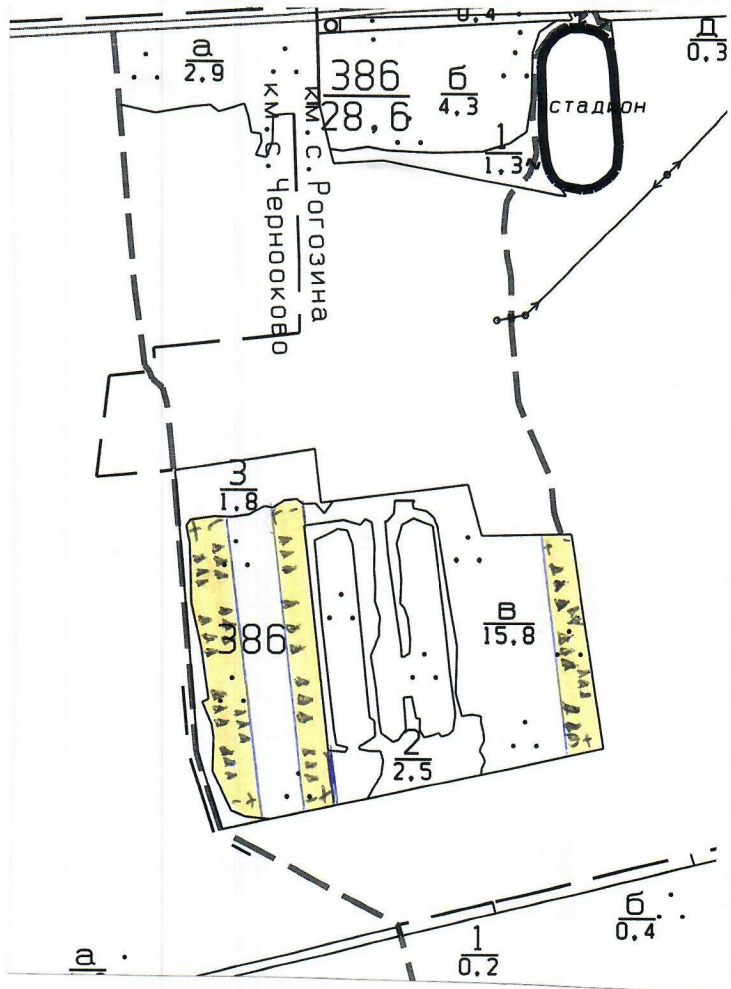 0,4
а
2,9
386
28,6
б
4,3
д
0,3
стадион
1
1,3
км.с. Рогозина
км.с. Чернооково
3
1,8
386
в
15,8
2
2,5
б
0,4
1
0,2
а